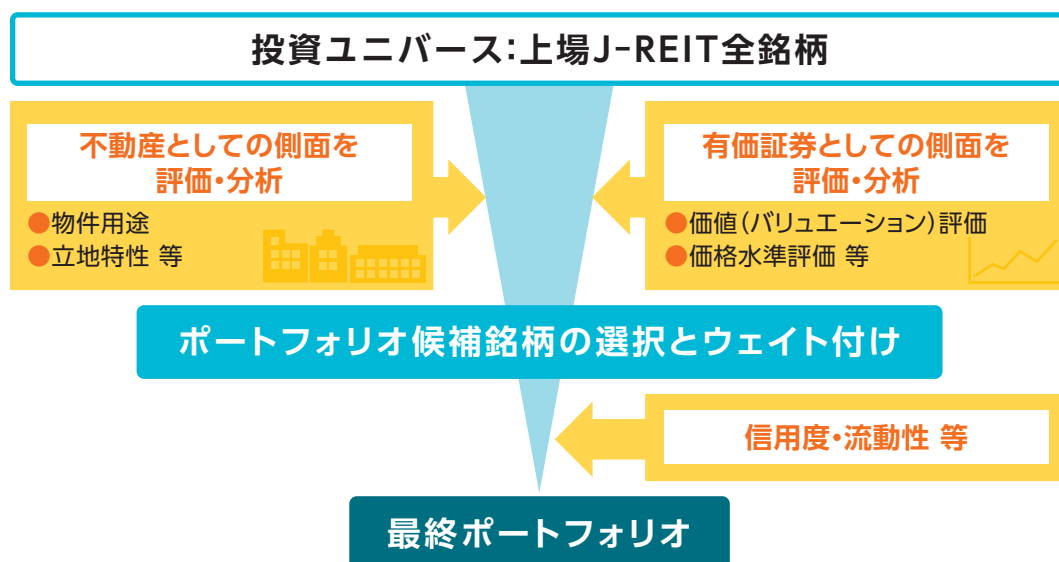 投資ユニバース:上場J-REIT全銘柄
不動産としての側面を
評価・分析
●物件用途
●立地特性 等
有価証券としての側面を
評価・分析
●価値(バリュエーション)評価
●価格水準評価 等
ポートフォリオ候補銘柄の選択とウェイト付け
信用度・流動性 等
最終ポートフォリオ